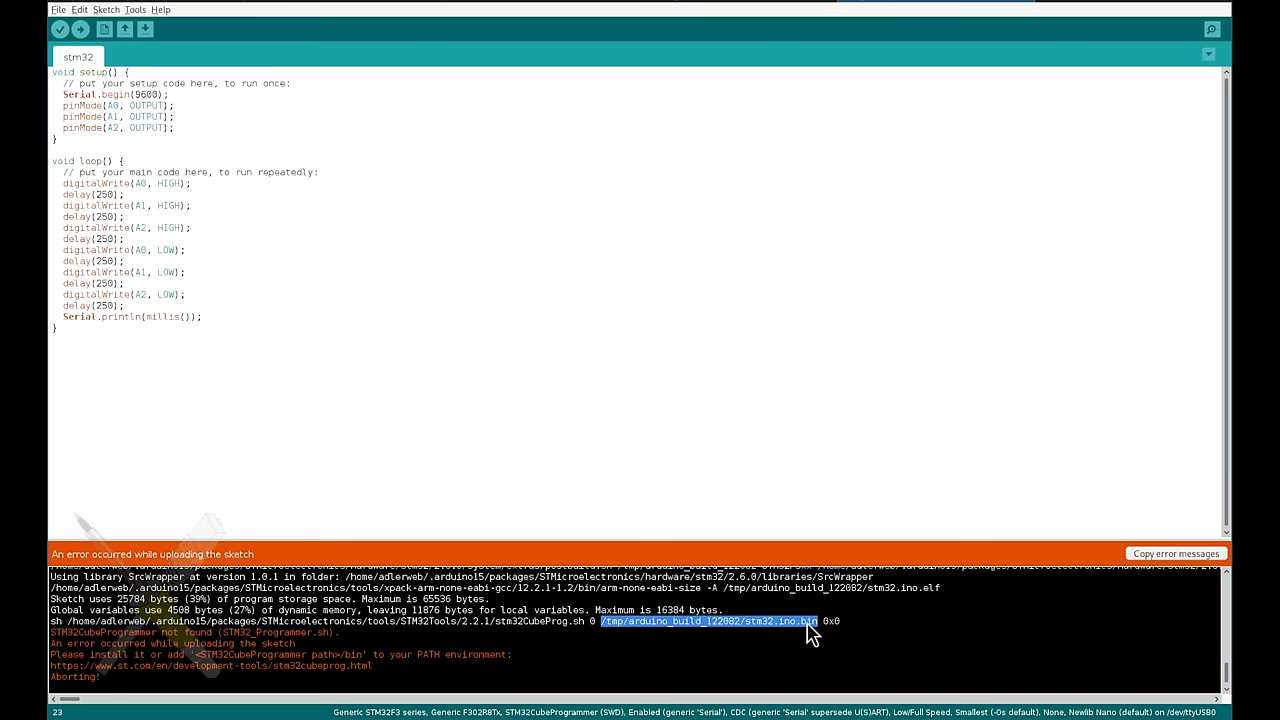 File Edit Sketch Tools Help
stm32
void setup() {
// put your setup code here, to run once:
Serial.begin(9600);
pinMode(A0, OUTPUT);
pinMode(A1, OUTPUT);
pinMode(A2, OUTPUT);
}
void loop() {
// put your main code here, to run repeatedly:
digitalWrite(A0, HIGH);
delay(250);
digitalWrite(A1, HIGH);
delay(250);
digitalWrite(A2, HIGH);
delay(250);
digitalWrite(A0, LOW);
delay(250);
digitalWrite(A1, LOW);
delay(250);
digitalWrite(A2, LOW);
delay(250);
Serial.println(millis());
}
An error occurred while uploading the sketch
Copy error messages
Using library SrcWrapper at version 1.0.1 in folder: /home/adlerweb/.arduino15/packages/STMicroelectronics/hardware/stm32/2.6.0/libraries/SrcWrapper
/home/adlerweb/.arduino15/packages/STMicroelectronics/tools/xpack-arm-none-eabi-gcc/12.2.1-1.2/bin/arm-none-eabi-size -A /tmp/arduino_build_122082/stm32.ino.elf
Sketch uses 25784 bytes (39%) of program storage space. Maximum is 65536 bytes.
Global variables use 4508 bytes (27%) of dynamic memory, leaving 11876 bytes for local variables. Maximum is 16384 bytes.
sh /home/adlerweb/.arduino15/packages/STMicroelectronics/tools/STM32Tools/2.2.1/stm32CubeProg.sh 0 /tmp/arduino_build_122082/stm32.ino.bin 0x0
STM32CubeProgrammer not found (STM32_Programmer.sh).
An error occurred while uploading the sketch
Please install it or add '<STM32CubeProgrammer path>/bin' to your PATH environment:
https://www.st.com/en/development-tools/stm32cubeprog.html
Aborting!
23
Generic STM32F3 series, Generic F302R8Tx, STM32CubeProgrammer (SWD), Enabled (generic 'Serial'), CDC (generic 'Serial' supersede U(S)ART), Low/Full Speed, Smallest (-Os default), None, Newlib Nano (default) on /dev/ttyUSB0